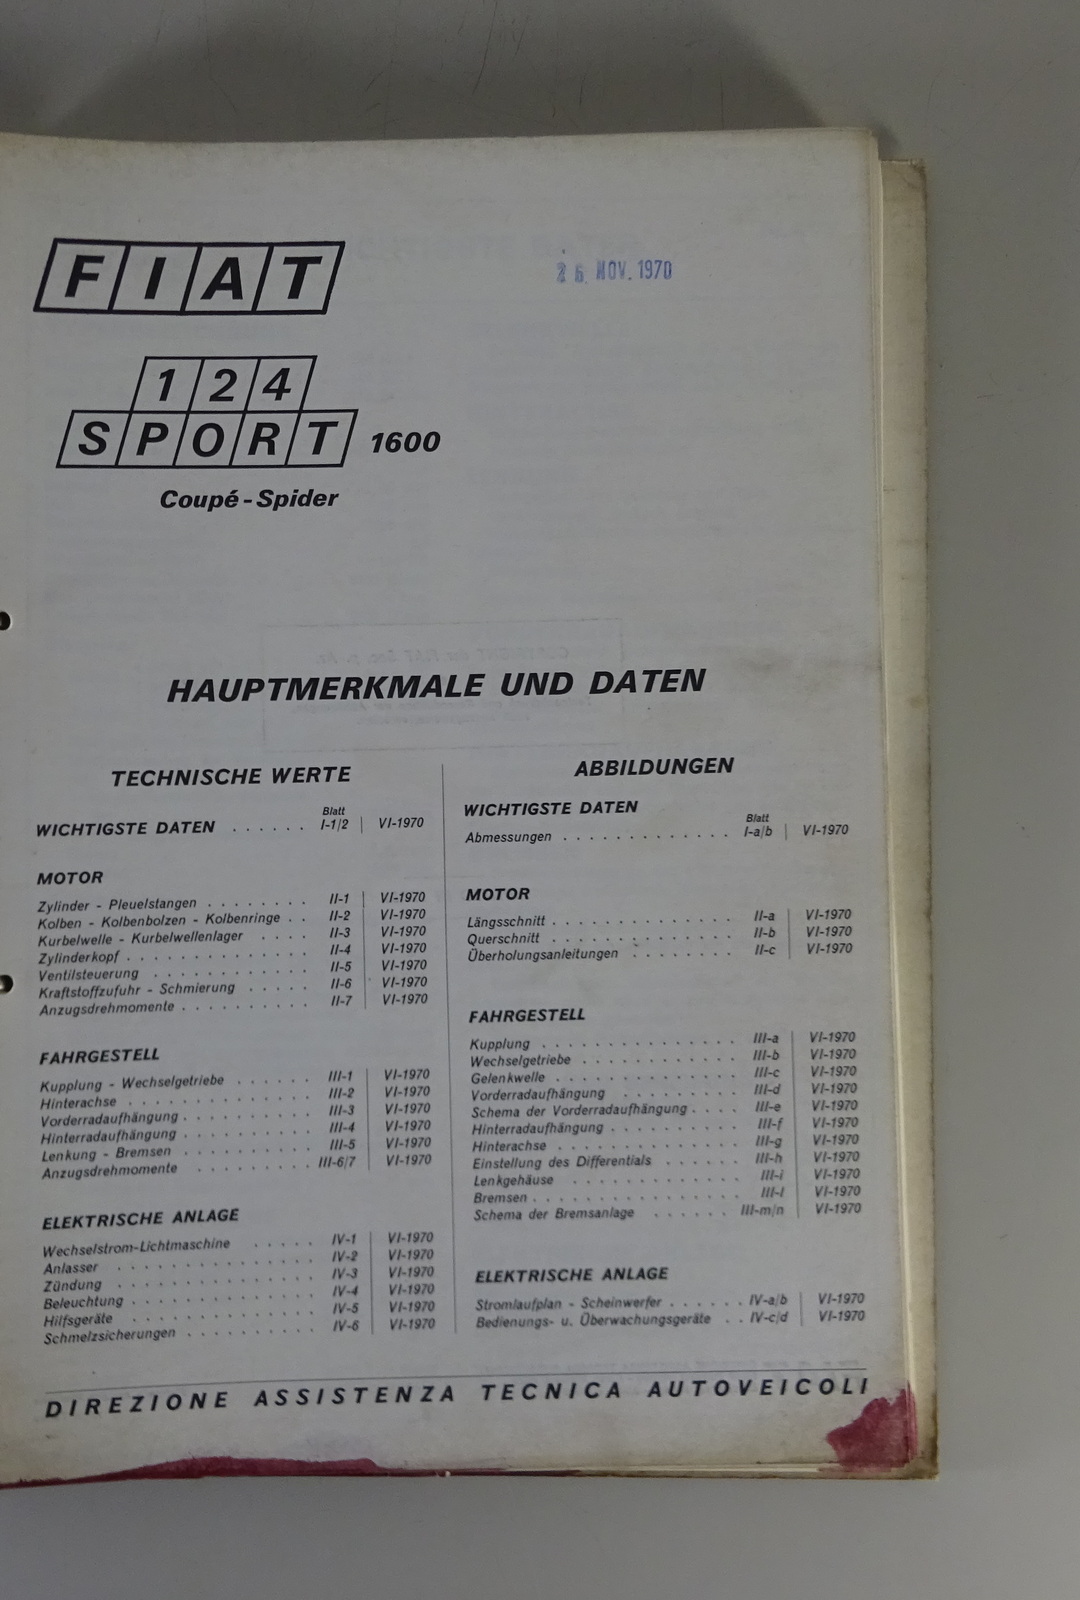 FIAT
26. NOV. 1970
124
SPORT 1600
Coupé - Spider
HAUPTMERKMALE UND DATEN
TECHNISCHE WERTE
Blatt
WICHTIGSTE DATEN . . . . . . I-1/2 VI-1970
MOTOR
Zylinder - Pleuelstangen . . . . . . . . II-1 VI-1970
Kolben - Kolbenbolzen - Kolbenringe . . II-2 VI-1970
Kurbelwelle - Kurbelwellenlager . . . . II-3 VI-1970
Zylinderkopf . . . . . . . . . . . . . . II-4 VI-1970
Ventilsteuerung . . . . . . . . . . . . II-5 VI-1970
Kraftstoffzufuhr - Schmierung . . . . . II-6 VI-1970
Anzugsdrehmomente . . . . . . . . . . II-7 VI-1970
FAHRGESTELL
Kupplung - Wechselgetriebe . . . . . . III-1 VI-1970
Hinterachse . . . . . . . . . . . . . . III-2 VI-1970
Vorderradaufhängung . . . . . . . . . . III-3 VI-1970
Hinterradaufhängung . . . . . . . . . . III-4 VI-1970
Lenkung - Bremsen . . . . . . . . . . III-5 VI-1970
Anzugsdrehmomente . . . . . . . . . III-6/7 VI-1970
ELEKTRISCHE ANLAGE
Wechselstrom-Lichtmaschine . . . . . IV-1 VI-1970
Anlasser . . . . . . . . . . . . . . . IV-2 VI-1970
Zündung . . . . . . . . . . . . . . . IV-3 VI-1970
Beleuchtung . . . . . . . . . . . . . . IV-4 VI-1970
Hilfsgeräte . . . . . . . . . . . . . . IV-5 VI-1970
Schmelzsicherungen . . . . . . . . . . IV-6 VI-1970
ABBILDUNGEN
WICHTIGSTE DATEN
Blatt
Abmessungen . . . . . . . . . . . . . I-a/b VI-1970
MOTOR
Längsschnitt . . . . . . . . . . . . . . II-a VI-1970
Querschnitt . . . . . . . . . . . . . . II-b VI-1970
Überholungsanleitungen . . . . . . . . II-c VI-1970
FAHRGESTELL
Kupplung . . . . . . . . . . . . . . . III-a VI-1970
Wechselgetriebe . . . . . . . . . . . . III-b VI-1970
Gelenkwelle . . . . . . . . . . . . . . III-c VI-1970
Vorderradaufhängung . . . . . . . . . III-d VI-1970
Schema der Vorderradaufhängung . . . . III-e VI-1970
Hinterradaufhängung . . . . . . . . . . III-f VI-1970
Hinterachse . . . . . . . . . . . . . . III-g VI-1970
Einstellung des Differentials . . . . . . III-h VI-1970
Lenkgehäuse . . . . . . . . . . . . . III-i VI-1970
Bremsen . . . . . . . . . . . . . . . . III-l VI-1970
Schema der Bremsanlage . . . . . . III-m/n VI-1970
ELEKTRISCHE ANLAGE
Stromlaufplan - Scheinwerfer . . . . . . IV-a/b VI-1970
Bedienungs- u. Überwachungsgeräte . . IV-c/d VI-1970
DIREZIONE ASSISTENZA TECNICA AUTOVEICOLI